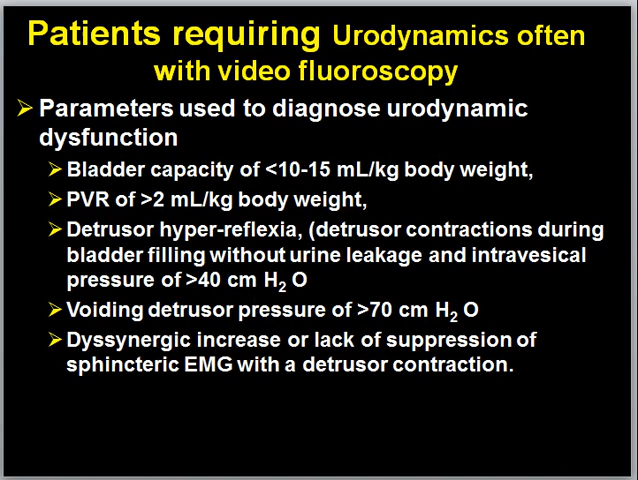 Patients requiring Urodynamics often
with video fluoroscopy
Parameters used to diagnose urodynamic
dysfunction
Bladder capacity of <10-15 mL/kg body weight,
PVR of >2 mL/kg body weight,
Detrusor hyper-reflexia, (detrusor contractions during
bladder filling without urine leakage and intravesical
pressure of >40 cm H2 O
Voiding detrusor pressure of >70 cm H2 O
Dyssynergic increase or lack of suppression of
sphincteric EMG with a detrusor contraction.